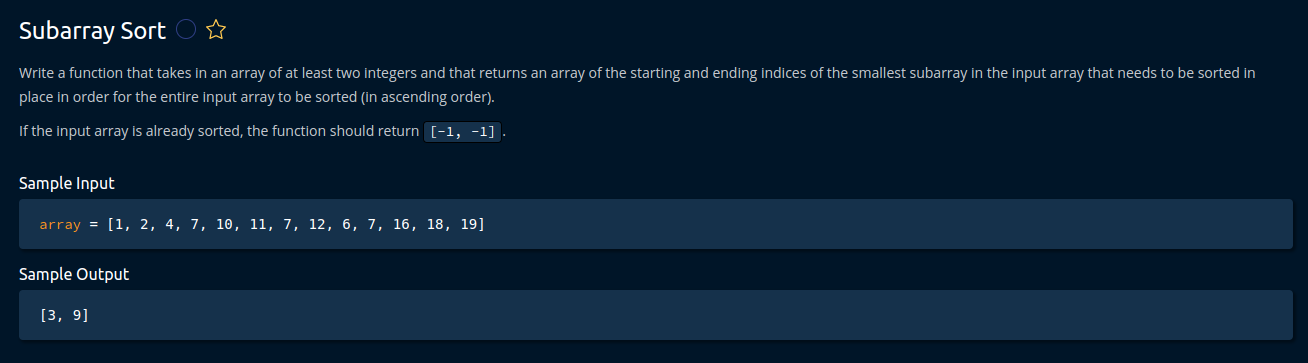 Subarray Sort
Write a function that takes in an array of at least two integers and that returns an array of the starting and ending indices of the smallest subarray in the input array that needs to be sorted in
place in order for the entire input array to be sorted (in ascending order).
If the input array is already sorted, the function should return [-1, -1].
Sample Input
array = [1, 2, 4, 7, 10, 11, 7, 12, 6, 7, 16, 18, 19]
Sample Output
[3, 9]